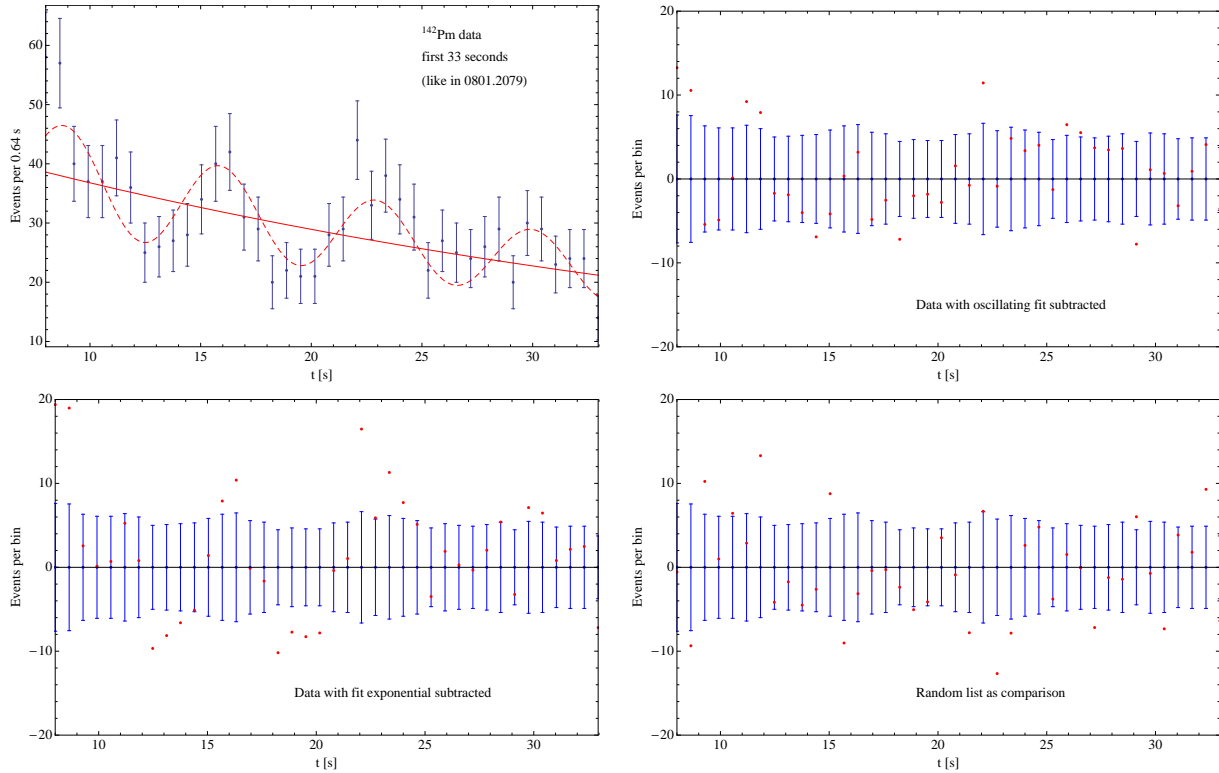 60
50
40
30
20
10
Events per 0.64 s
10
15
20
25
30
t [s]
¹⁴²Pm data
first 33 seconds
(like in 0801.2079)
20
10
0
−10
−20
Events per bin
10
15
20
25
30
t [s]
Data with oscillating fit subtracted
20
10
0
−10
−20
Events per bin
10
15
20
25
30
t [s]
Data with fit exponential subtracted
20
10
0
−10
−20
Events per bin
10
15
20
25
30
t [s]
Random list as comparison